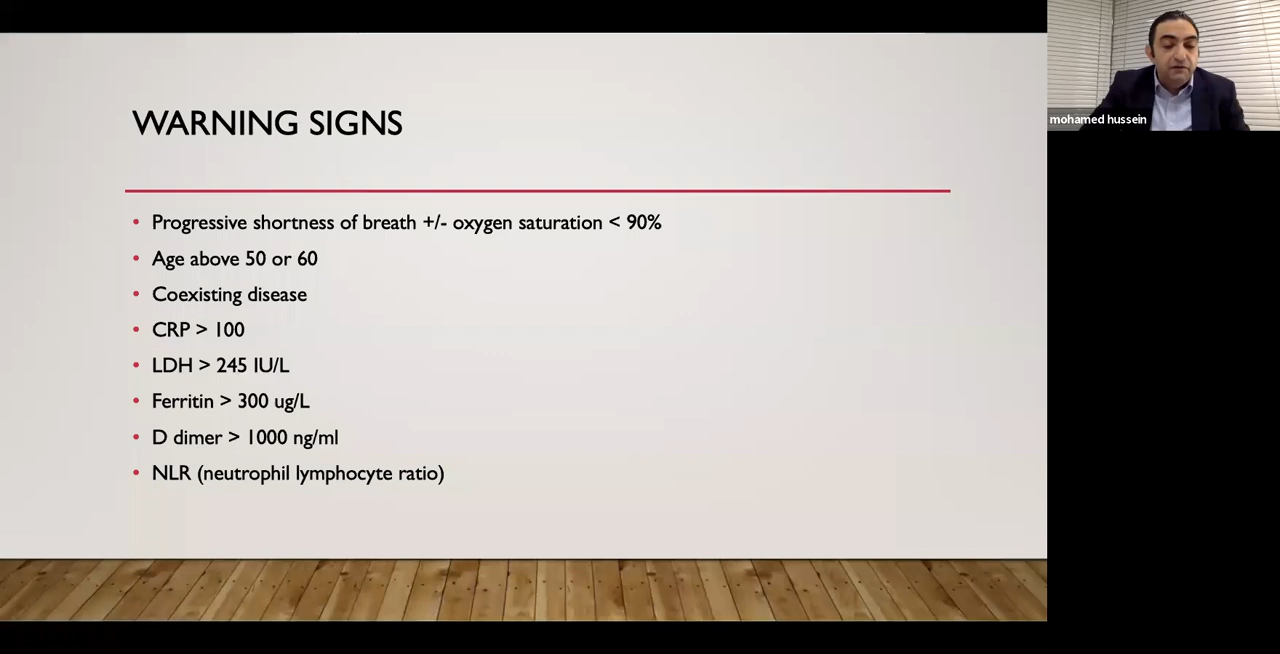 WARNING SIGNS
• Progressive shortness of breath +/- oxygen saturation < 90%
• Age above 50 or 60
• Coexisting disease
• CRP > 100
• LDH > 245 IU/L
• Ferritin > 300 ug/L
• D dimer > 1000 ng/ml
• NLR (neutrophil lymphocyte ratio)
mohamed hussein